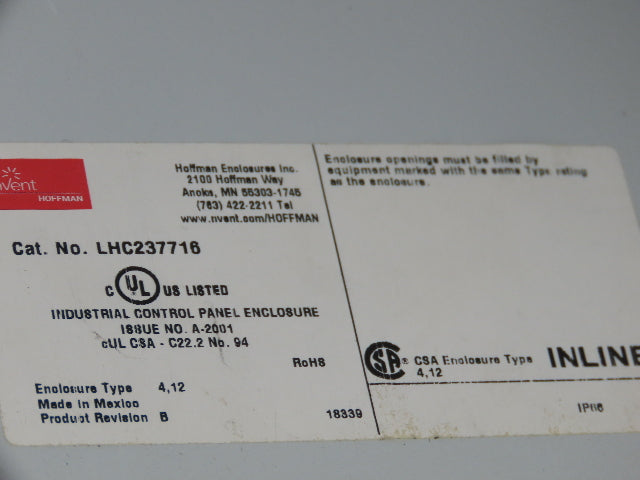 nvent
HOFFMAN
Hoffman Enclosures Inc.
2100 Hoffman Way
Anoka, MN 55303-1745
(763) 422-2211 Tel
www.nvent.com/HOFFMAN
Cat. No. LHC237716
C UL US LISTED
INDUSTRIAL CONTROL PANEL ENCLOSURE
ISSUE NO. A-2001
cUL CSA - C22.2 No. 94
RoHS
Enclosure Type 4,12
Made in Mexico
Product Revision B
18339
Enclosure openings must be filled by
equipment marked with the same Type rating
as the enclosure.
SA ® CSA Enclosure Type INLINE
4,12
IP66